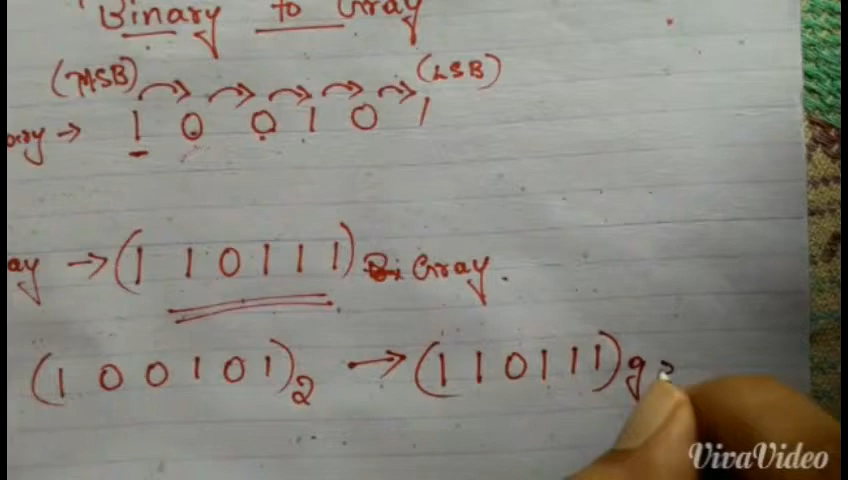 Binary to Gray
(MSB) (LSB)
→ 1 0 0 1 0 1
→ (1 1 0 1 1 1) Gray.
(1 0 0 1 0 1)2 → (1 1 0 1 1 1)g
VivaVideo